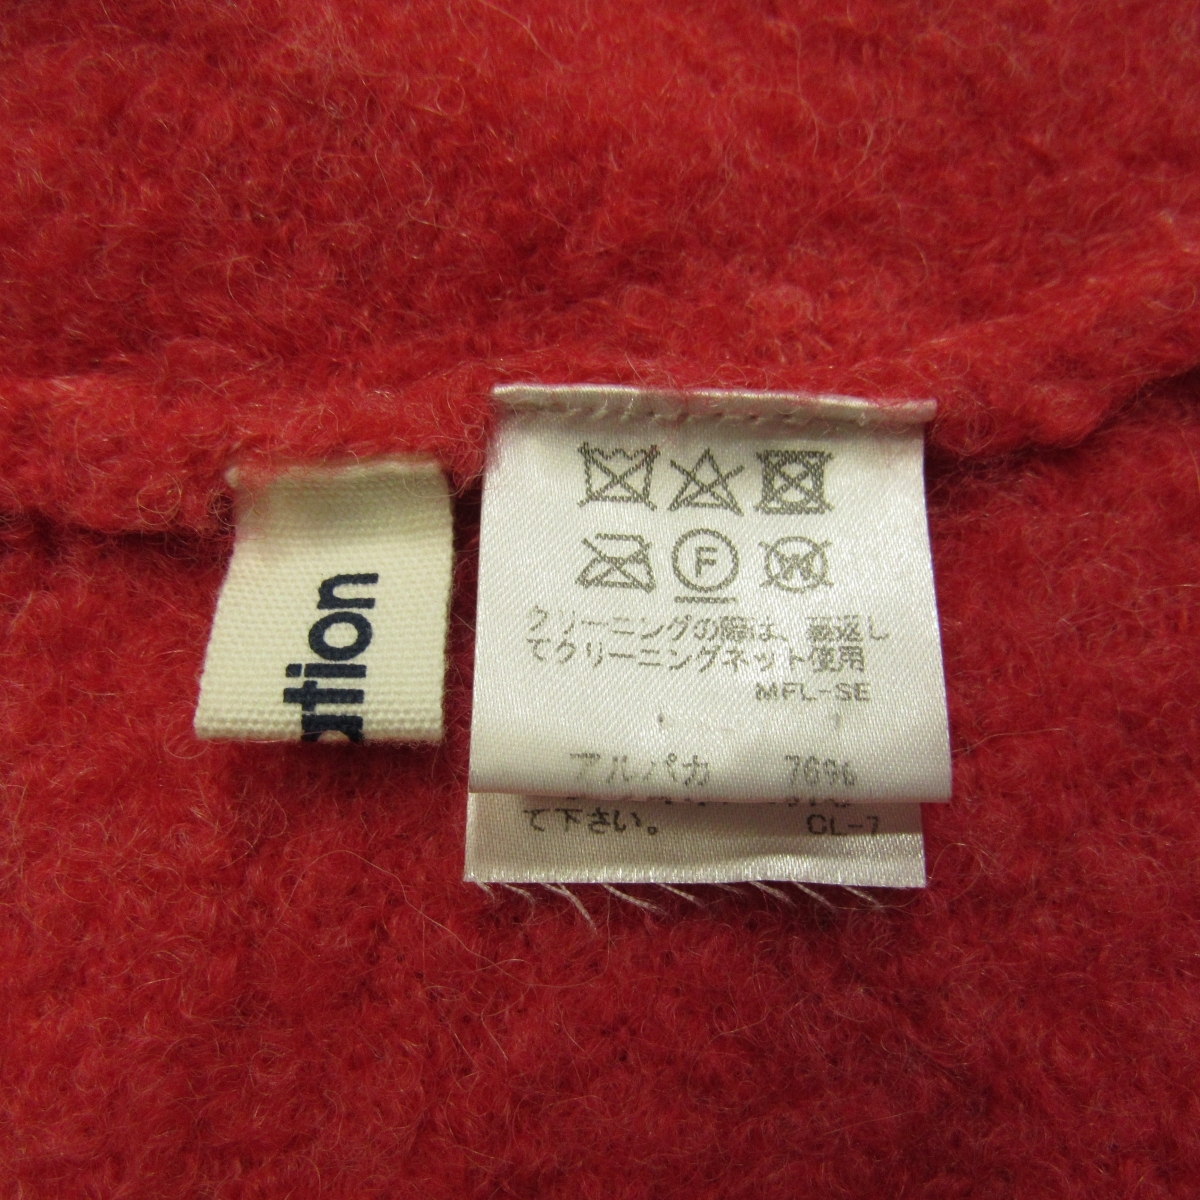 ation
F
W
クリーニングの際は、裏返し
てクリーニングネット使用
MFL-SE
アルパカ 76%
て下さい。 CL-7